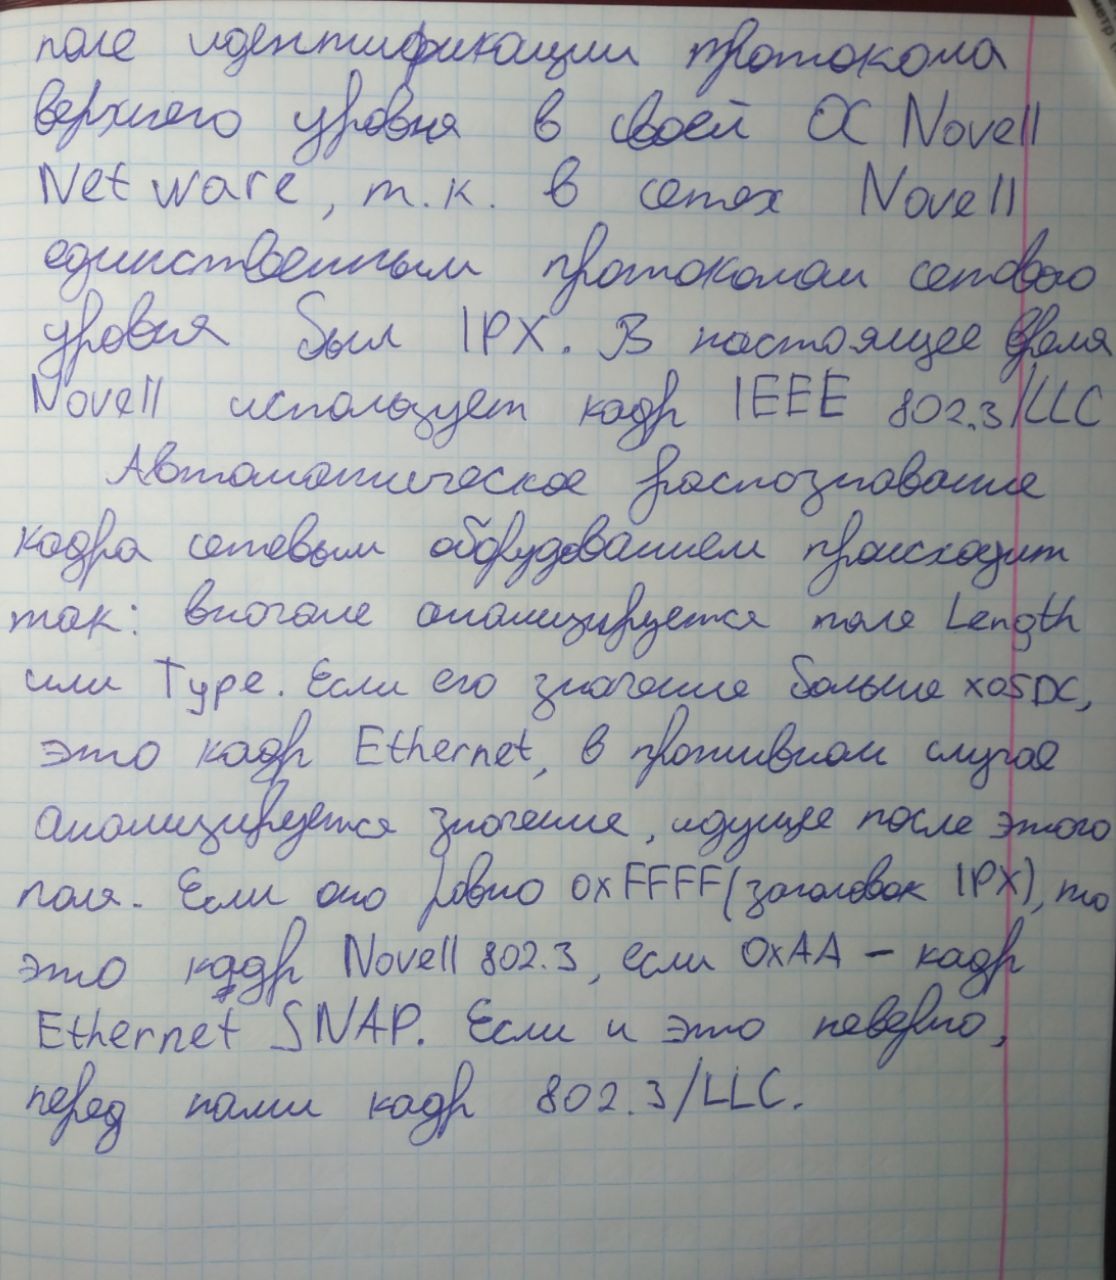 поле идентификации протокола
верхнего уровня в своей ОС Novell
Netware, т.к. в сетях Novell
единственным протоколом сетевого
уровня был IPX. В настоящее время
Novell использует кадр IEEE 802.3/LLC
Автоматическое распознавание
кадра сетевым оборудованием происходит
так: вначале анализируется поле Length
или Type. Если его значение больше x05DC,
это кадр Ethernet, в противном случае
анализируется значение, идущее после этого
поля. Если оно равно 0xFFFF (заголовок IPX), то
это кадр Novell 802.3, если 0xAA – кадр
Ethernet SNAP. Если и это неверно,
перед нами кадр 802.3/LLC.